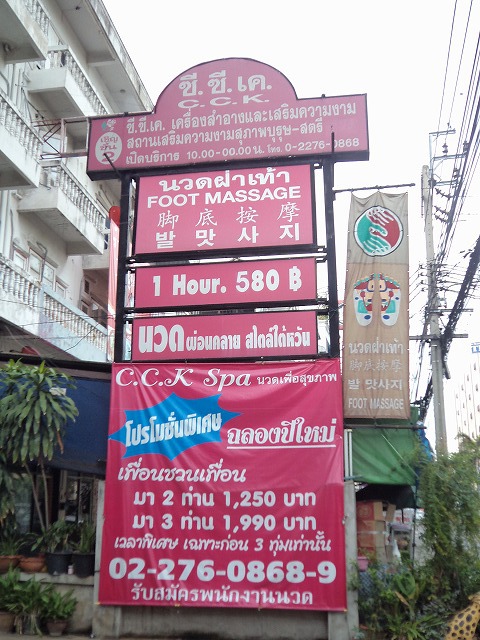 ซี.ซี.เค.
C.C.K.
เชิญ
ชิม
ซี.ซี.เค. เครื่องสำอางและเสริมความงาม
สถานเสริมความงามสุภาพบุรุษ-สตรี
เปิดบริการ 10.00-00.00 น. โทร. 0-2276-0868
นวดฝ่าเท้า
FOOT MASSAGE
脚底按摩
발맛사지
1 Hour. 580 ฿
นวด ผ่อนคลาย สไตล์ไต้หวัน
C.C.K Spa นวดเพื่อสุขภาพ
โปรโมชั่นพิเศษ ฉลองปีใหม่
เพื่อนชวนเพื่อน
มา 2 ท่าน 1,250 บาท
มา 3 ท่าน 1,990 บาท
เวลาพิเศษ เฉพาะก่อน 3 ทุ่มเท่านั้น
02-276-0868-9
รับสมัครพนักงานนวด
นวดฝ่าเท้า
脚底按摩
발맛사지
FOOT MASSAGE